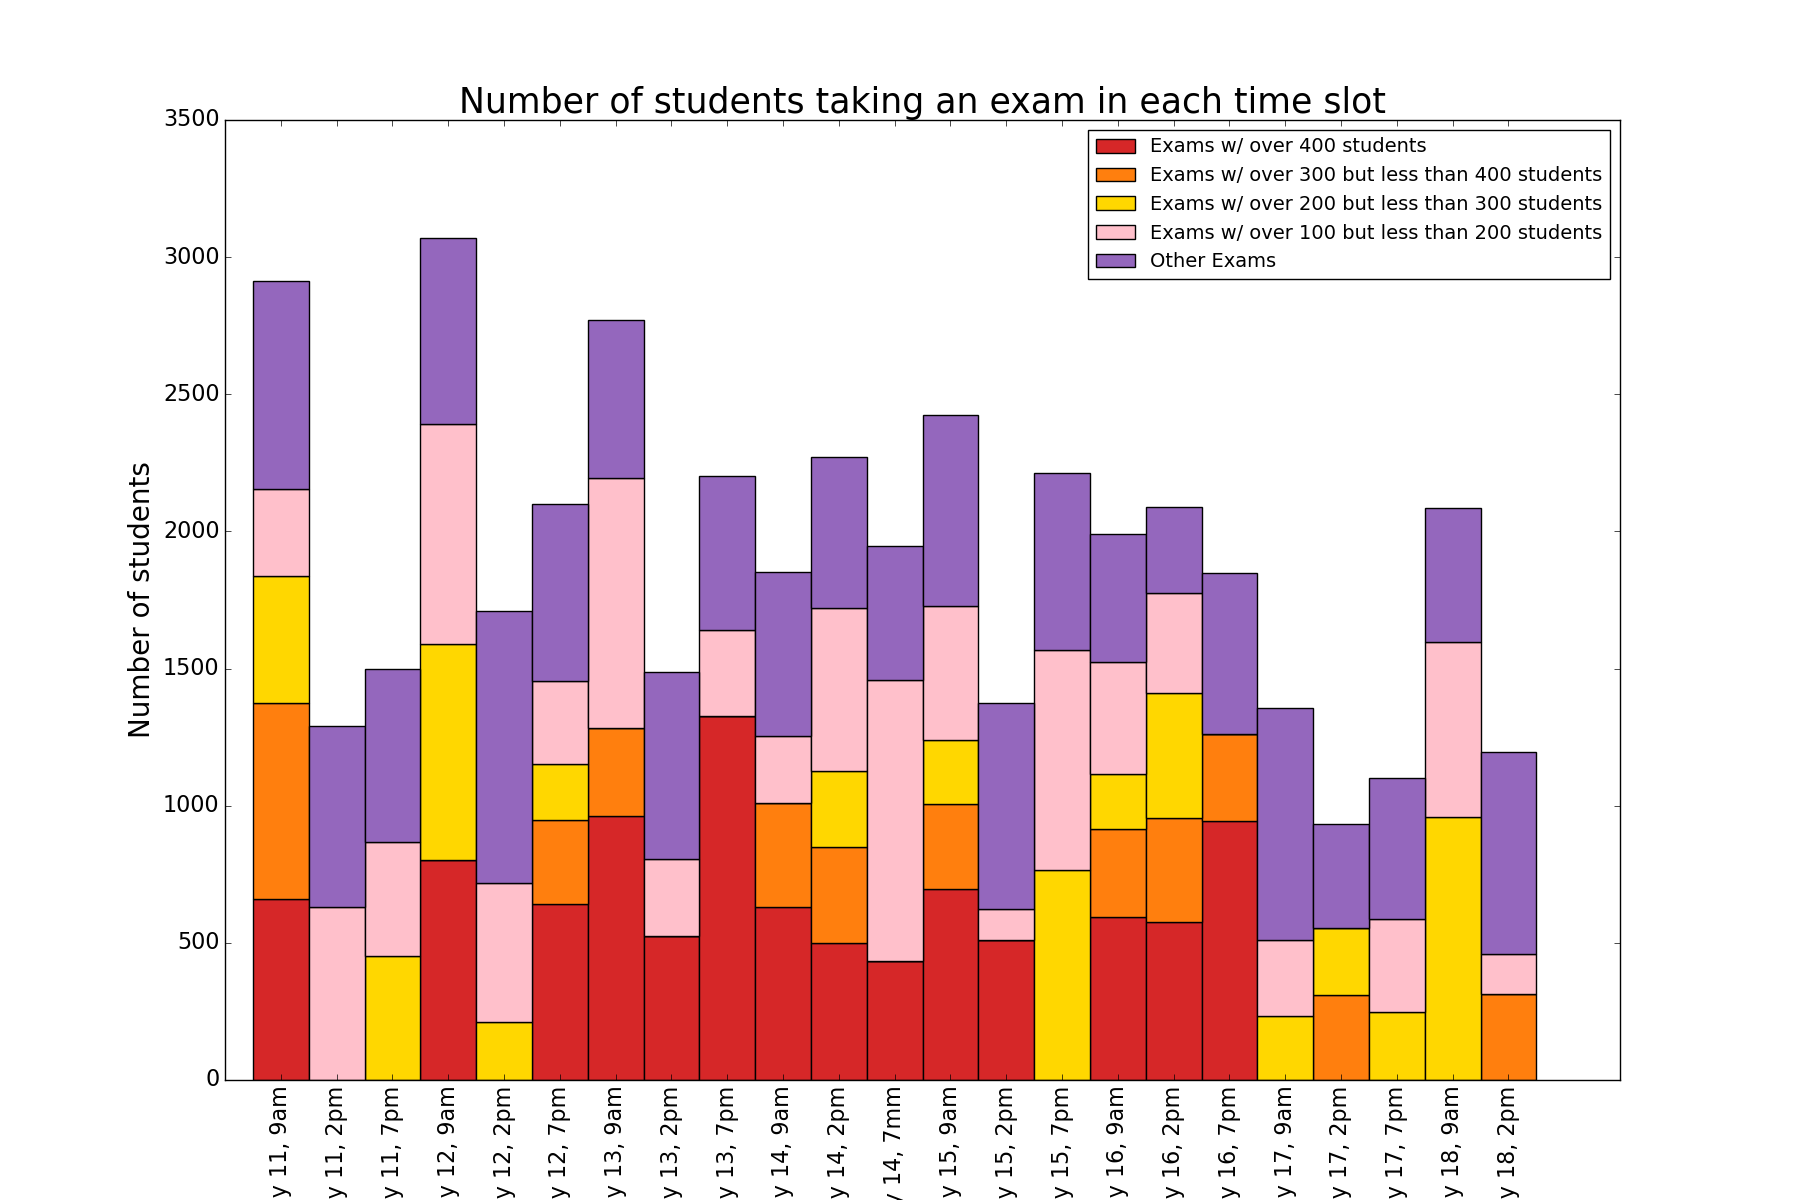 Number of students taking an exam in each time slot
Exams w/ over 400 students
Exams w/ over 300 but less than 400 students
Exams w/ over 200 but less than 300 students
Exams w/ over 100 but less than 200 students
Other Exams
Number of students
3500
3000
2500
2000
1500
1000
500
0
y 11, 9am
y 11, 2pm
y 11, 7pm
y 12, 9am
y 12, 2pm
y 12, 7pm
y 13, 9am
y 13, 2pm
y 13, 7pm
y 14, 9am
y 14, 2pm
y 14, 7mm
y 15, 9am
y 15, 2pm
y 15, 7pm
y 16, 9am
y 16, 2pm
y 16, 7pm
y 17, 9am
y 17, 2pm
y 17, 7pm
y 18, 9am
y 18, 2pm